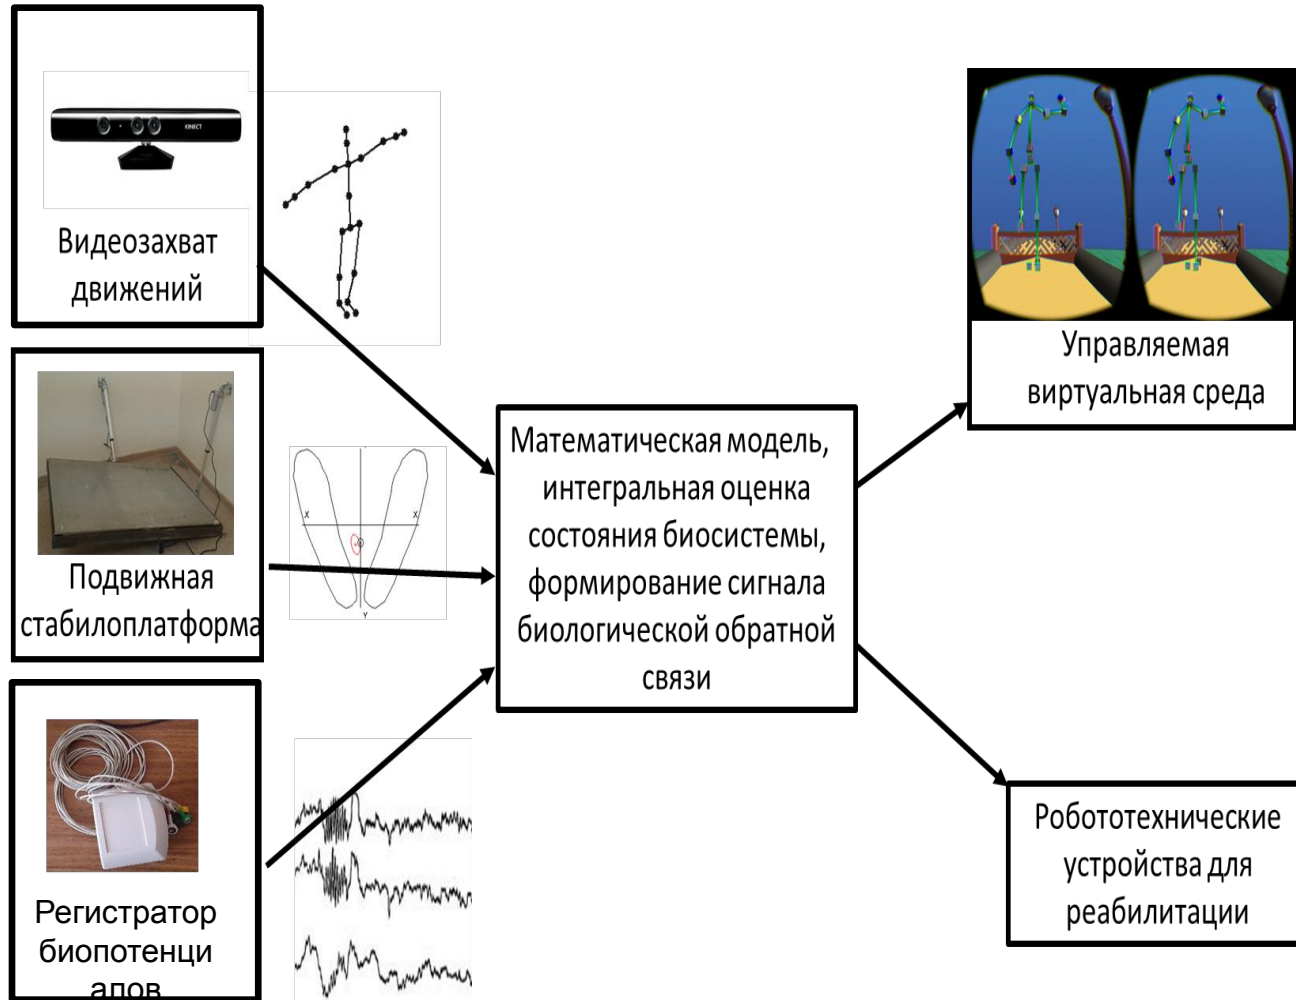 KINECT
Видеозахват
движений
Подвижная
стабилоплатформа
X
X
Y
Регистратор
биопотенци
алов
Математическая модель,
интегральная оценка
состояния биосистемы,
формирование сигнала
биологической обратной
связи
Управляемая
виртуальная среда
Робототехнические
устройства для
реабилитации